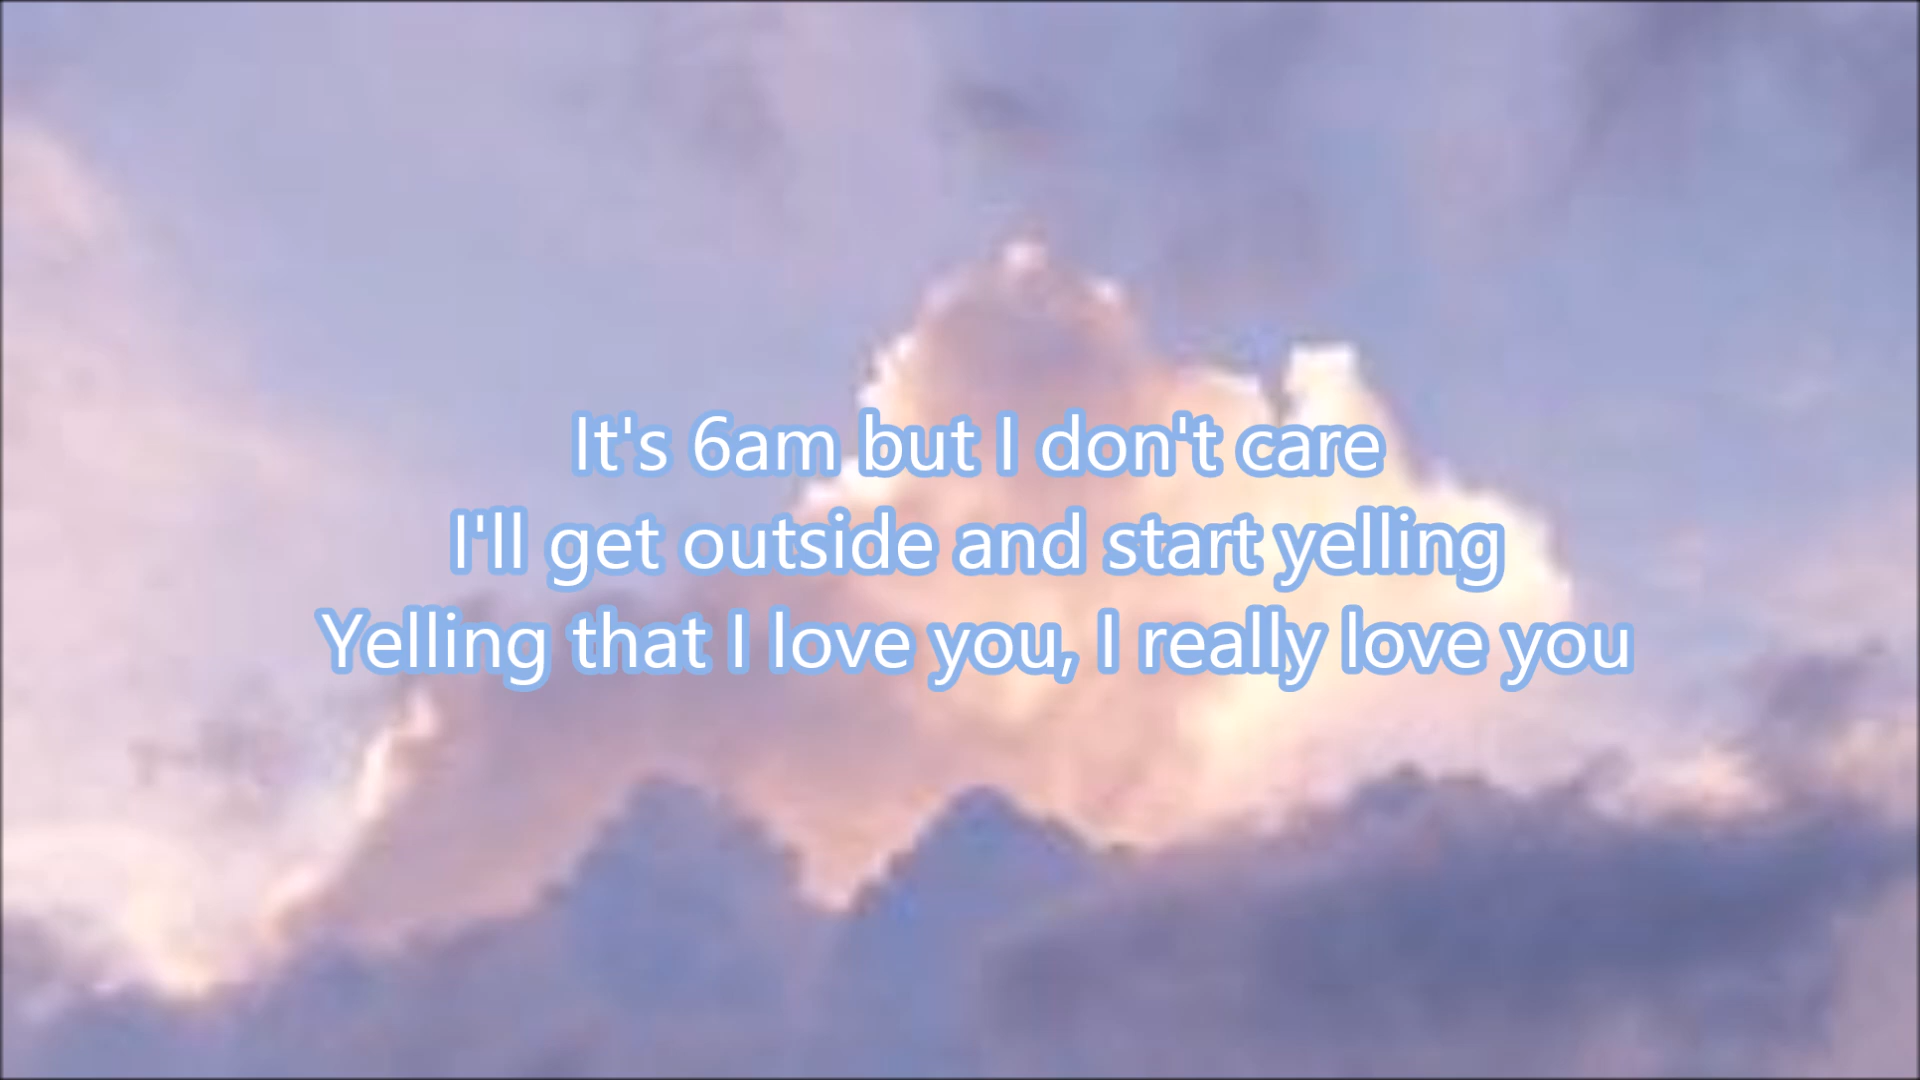 It's 6am but I don't care
I'll get outside and start yelling
Yelling that I love you, I really love you